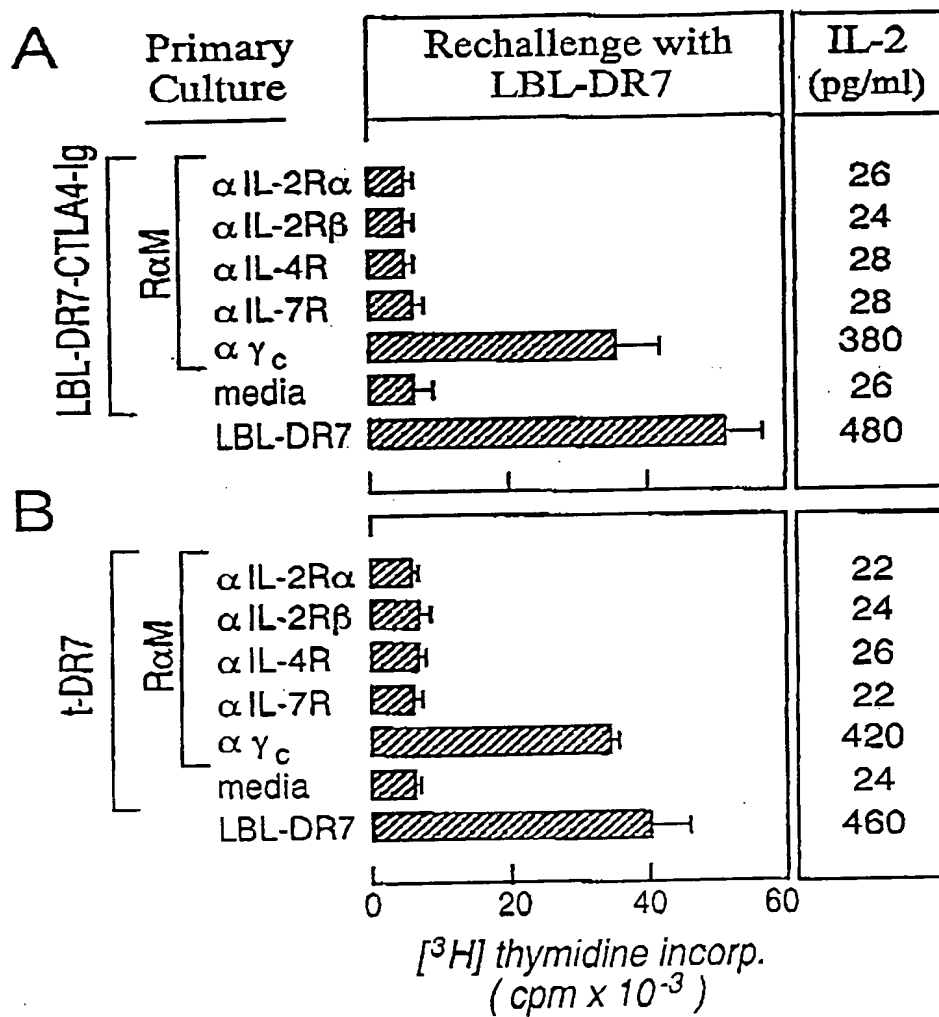 A
Primary Culture
Rechallenge with LBL-DR7
IL-2 (pg/ml)
LBL-DR7-CTLA4-Ig
RαM
α IL-2Rα 26
α IL-2Rβ 24
α IL-4R 28
α IL-7R 28
α γc 380
media 26
LBL-DR7 480
B
t-DR7
RαM
α IL-2Rα 22
α IL-2Rβ 24
α IL-4R 26
α IL-7R 22
α γc 420
media 24
LBL-DR7 460
0 20 40 60
[³H] thymidine incorp.
( cpm x 10⁻³ )